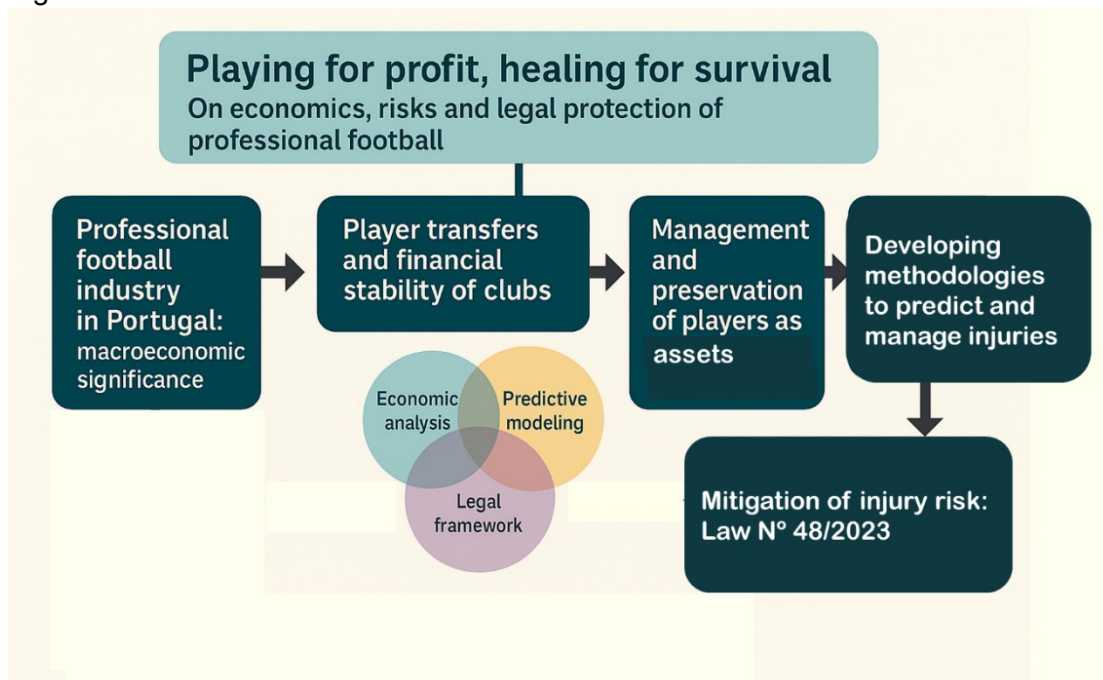 Playing for profit, healing for survival
On economics, risks and legal protection of
professional football
Professional
football
industry
in Portugal:
macroeconomic
significance
Player transfers
and financial
stability of clubs
Management
and
preservation
of players as
assets
Developing
methodologies
to predict and
manage injuries
Economic
analysis
Predictive
modeling
Legal
framework
Mitigation of injury risk:
Law Nº 48/2023